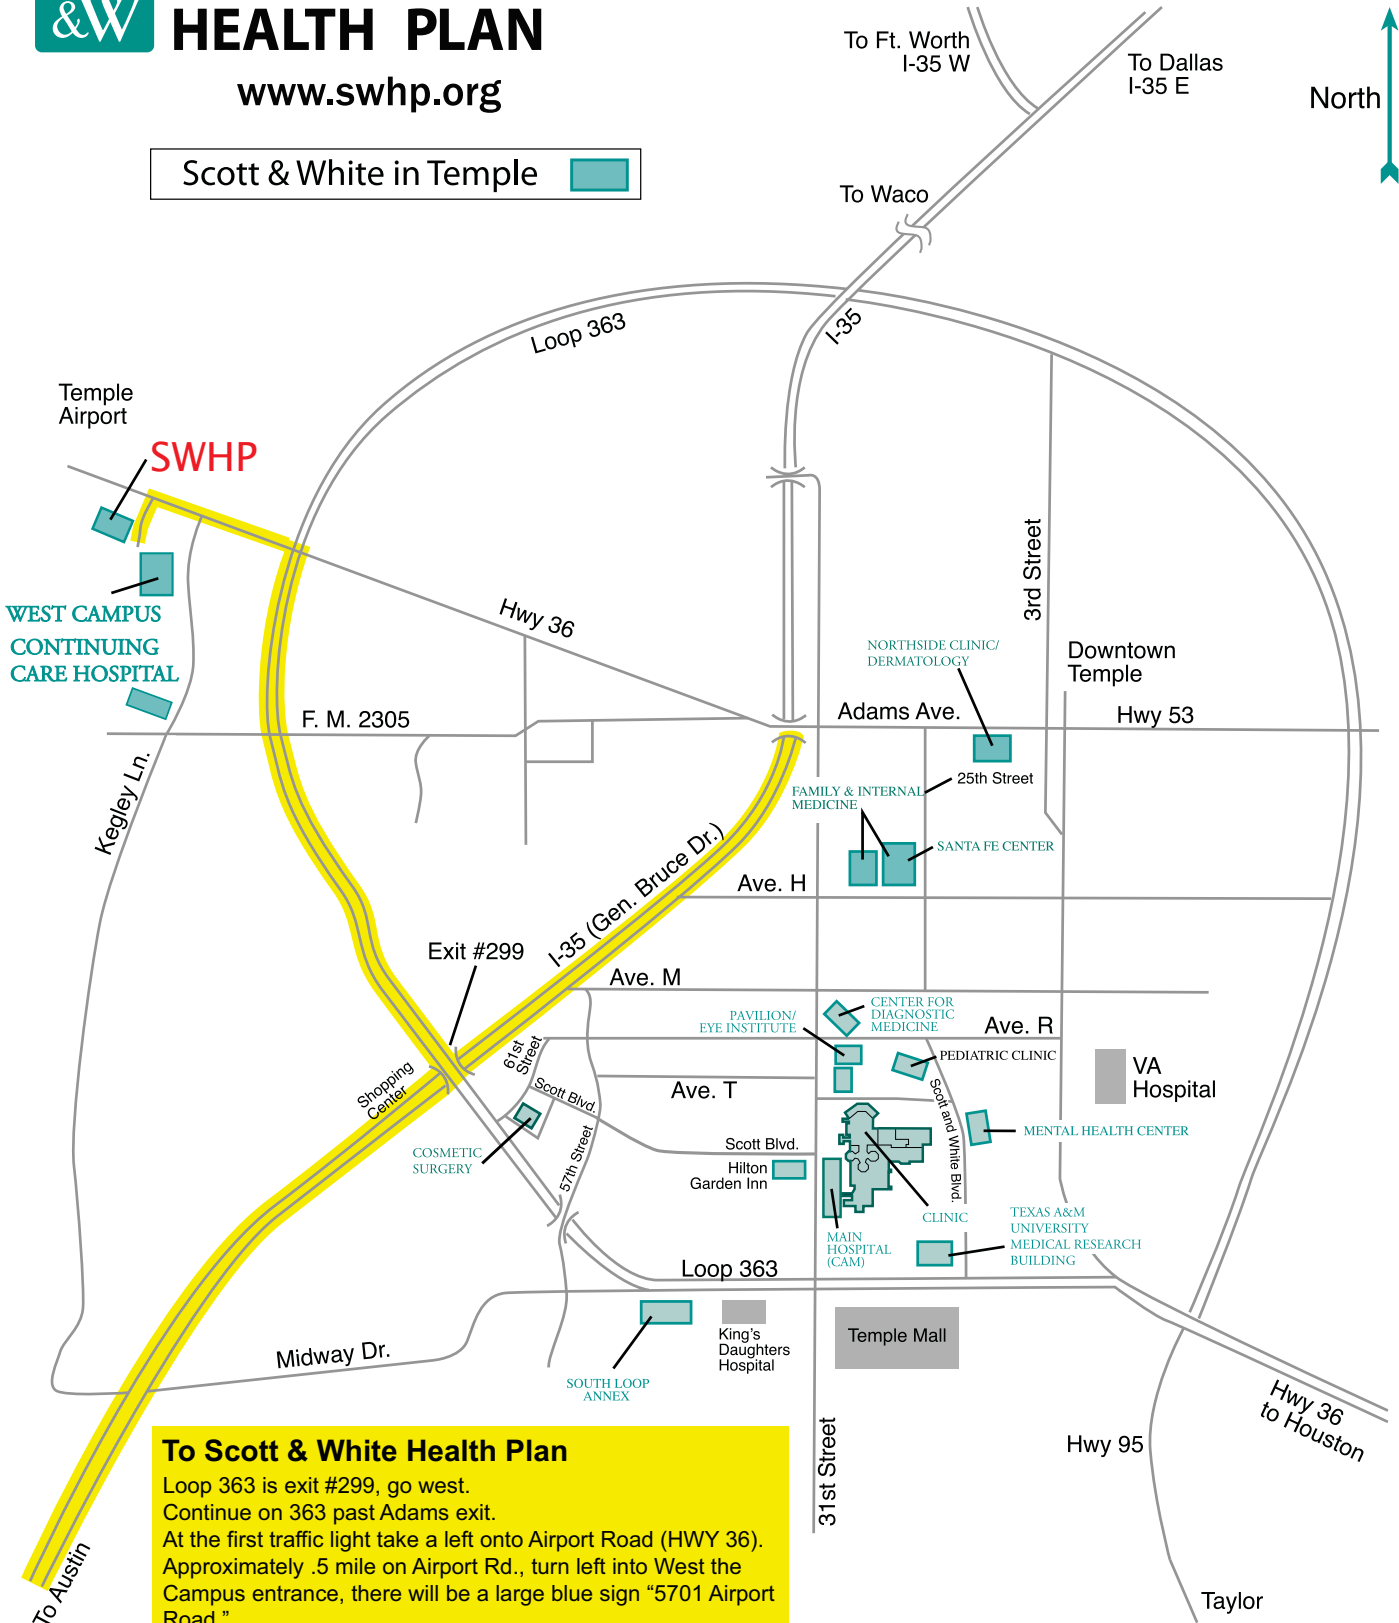 &W
HEALTH PLAN
www.swhp.org
Scott & White in Temple
To Ft. Worth
I-35 W
To Dallas
I-35 E
North
To Waco
I-35
Loop 363
Temple
Airport
SWHP
WEST CAMPUS
CONTINUING
CARE HOSPITAL
Hwy 36
3rd Street
NORTHSIDE CLINIC/
DERMATOLOGY
Downtown
Temple
F. M. 2305
Adams Ave.
Hwy 53
Kegley Ln.
25th Street
FAMILY & INTERNAL
MEDICINE
SANTA FE CENTER
I-35 (Gen. Bruce Dr.)
Ave. H
Exit #299
Ave. M
PAVILION/
EYE INSTITUTE
CENTER FOR
DIAGNOSTIC
MEDICINE
Ave. R
61st
Street
PEDIATRIC CLINIC
VA
Hospital
Shopping
Center
Scott Blvd.
Ave. T
Scott and White Blvd.
MENTAL HEALTH CENTER
COSMETIC
SURGERY
57th Street
Scott Blvd.
Hilton
Garden Inn
CLINIC
MAIN
HOSPITAL
(CAM)
TEXAS A&M
UNIVERSITY
MEDICAL RESEARCH
BUILDING
Loop 363
King's
Daughters
Hospital
Temple Mall
Midway Dr.
SOUTH LOOP
ANNEX
Hwy 36
to Houston
31st Street
Hwy 95
To Scott & White Health Plan
Loop 363 is exit #299, go west.
Continue on 363 past Adams exit.
At the first traffic light take a left onto Airport Road (HWY 36).
Approximately .5 mile on Airport Rd., turn left into West the
Campus entrance, there will be a large blue sign “5701 Airport
Road.”
To Austin
Taylor